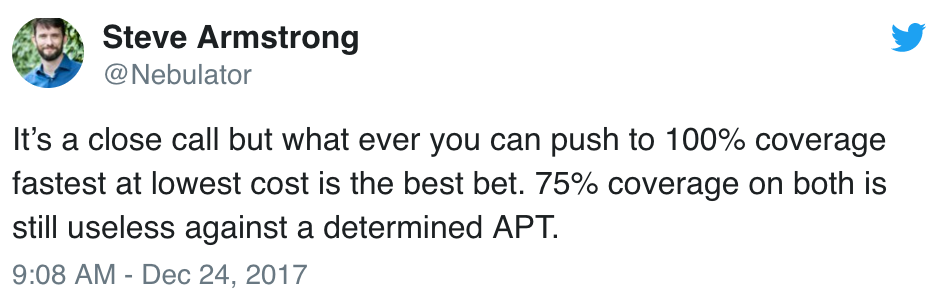 Steve Armstrong
@Nebulator
It’s a close call but what ever you can push to 100% coverage
fastest at lowest cost is the best bet. 75% coverage on both is
still useless against a determined APT.
9:08 AM - Dec 24, 2017